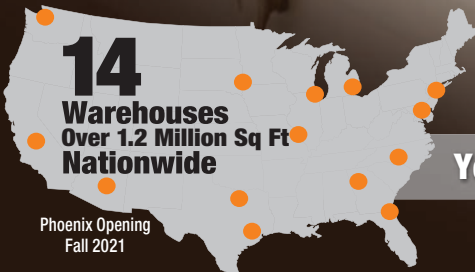 14
Warehouses
Over 1.2 Million Sq Ft
Nationwide
Phoenix Opening
Fall 2021